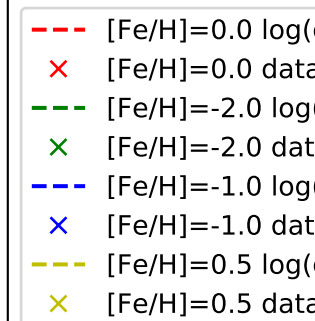 [Fe/H]=0.0 log(
[Fe/H]=0.0 data
[Fe/H]=-2.0 log(
[Fe/H]=-2.0 dat
[Fe/H]=-1.0 log(
[Fe/H]=-1.0 dat
[Fe/H]=0.5 log(
[Fe/H]=0.5 data